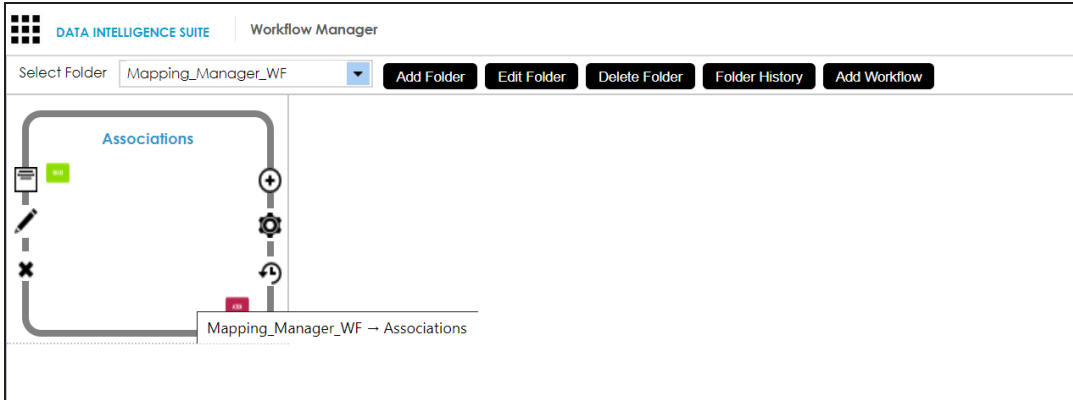 DATA INTELLIGENCE SUITE Workflow Manager
Select Folder Mapping_Manager_WF Add Folder Edit Folder Delete Folder Folder History Add Workflow
Associations
Mapping_Manager_WF → Associations